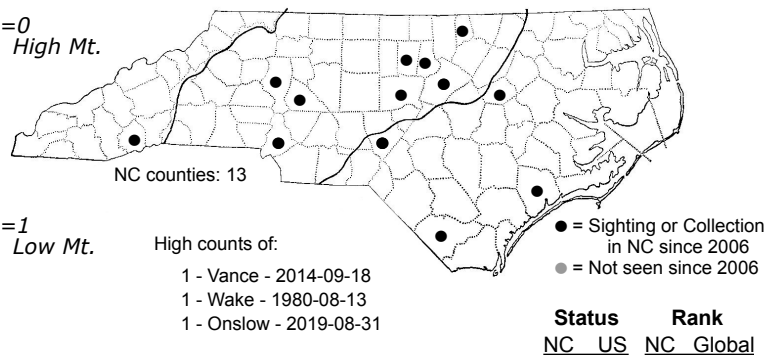 =0
High Mt.
NC counties: 13
=1
Low Mt.
High counts of:
1 - Vance - 2014-09-18
1 - Wake - 1980-08-13
1 - Onslow - 2019-08-31
● = Sighting or Collection
in NC since 2006
● = Not seen since 2006
Status Rank
NC US NC Global